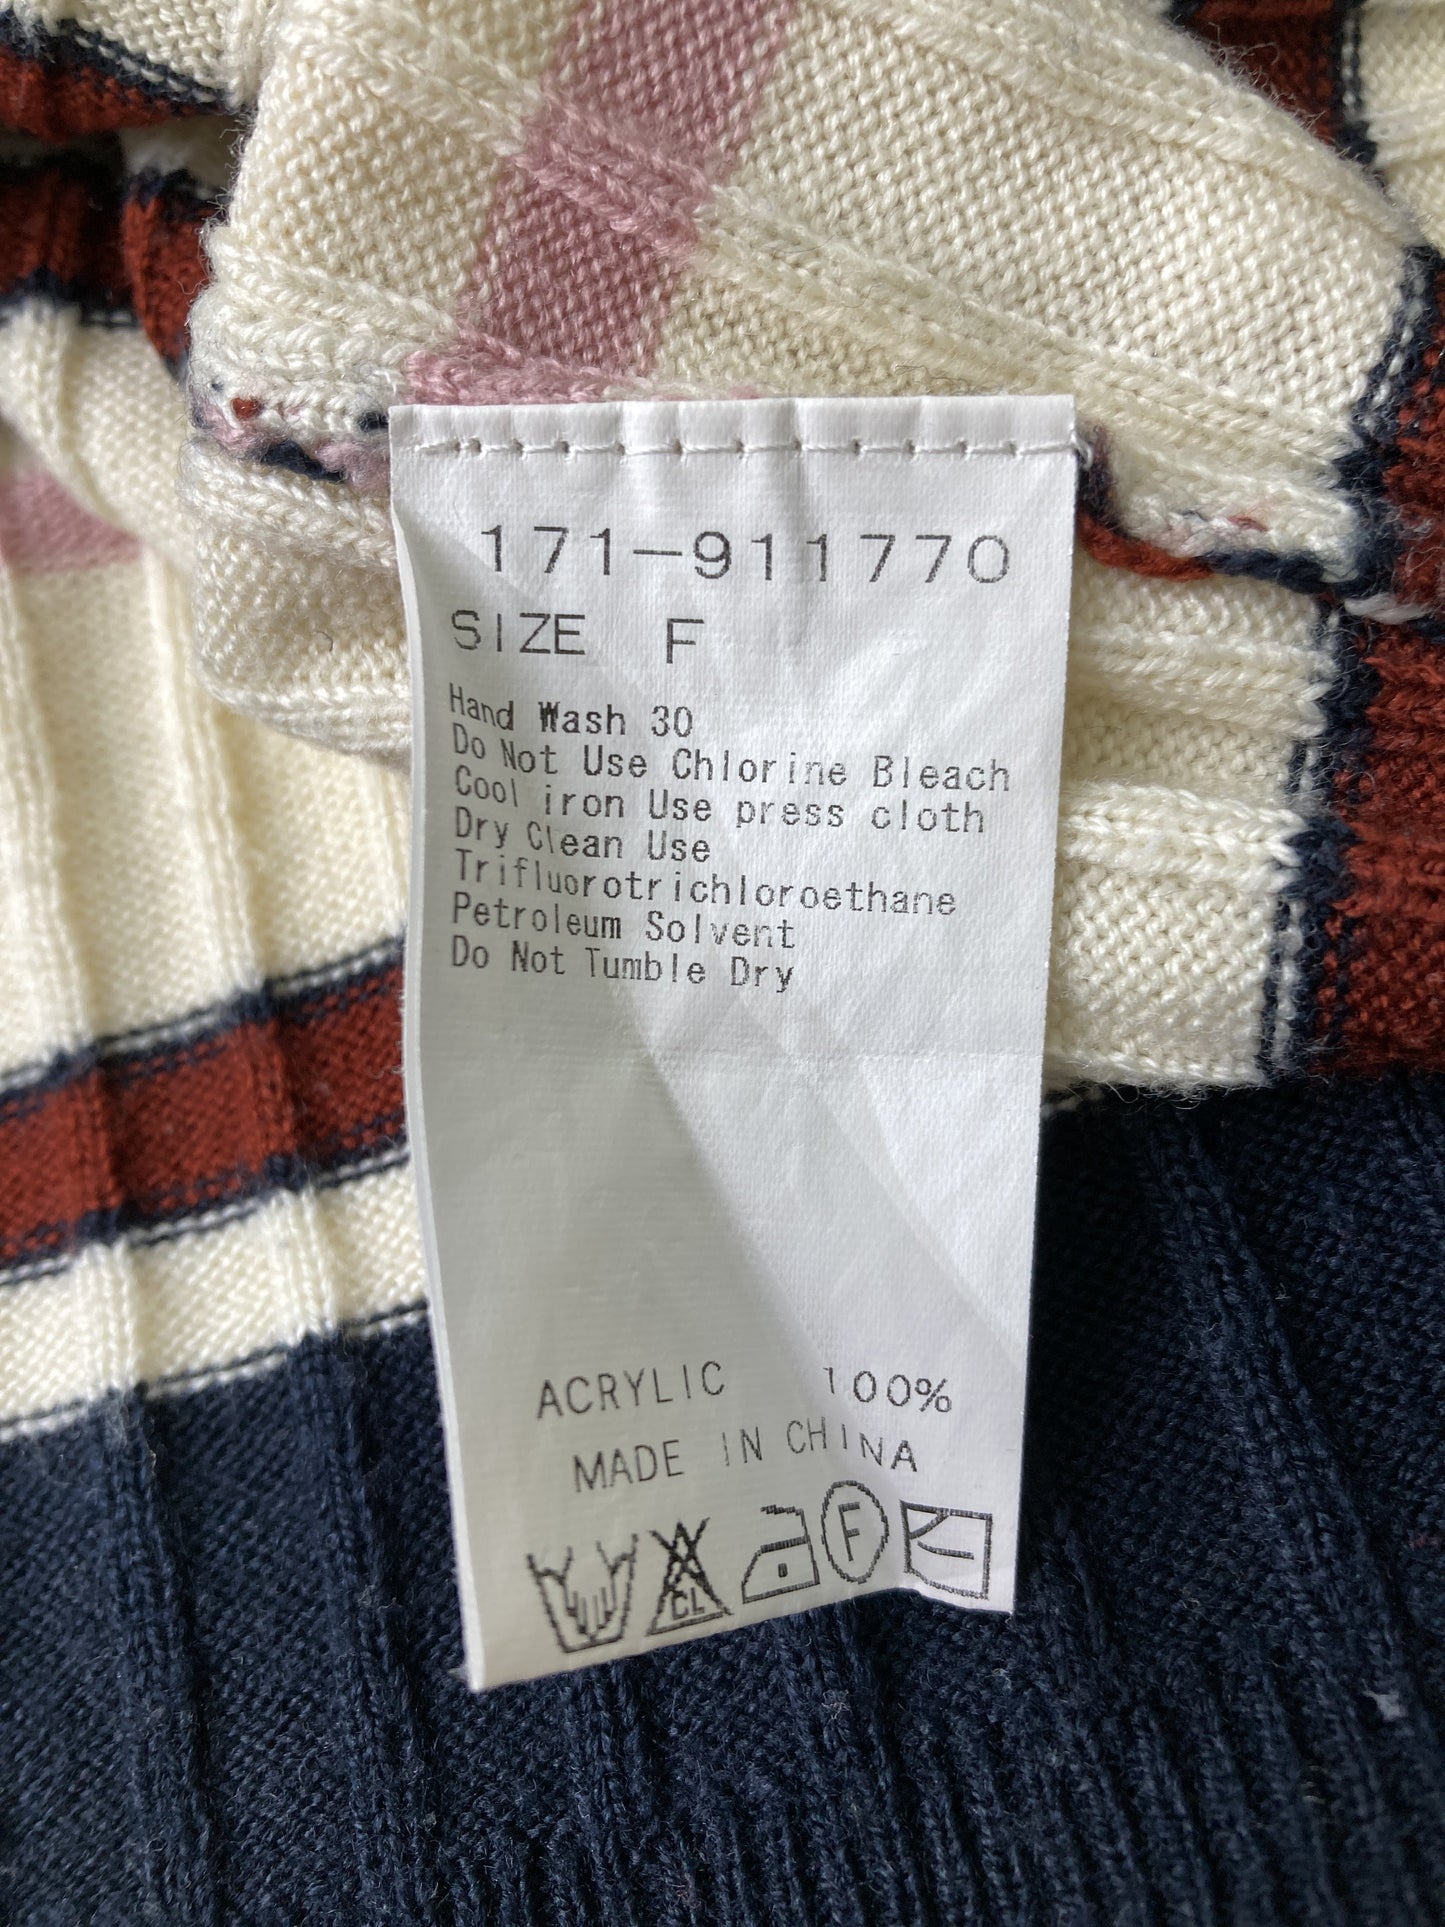 171-911770
SIZE F
Hand Wash 30
Do Not Use Chlorine Bleach
Cool iron Use press cloth
Dry Clean Use
Trifluorotrichloroethane
Petroleum Solvent
Do Not Tumble Dry
ACRYLIC 100%
MADE IN CHINA
CL F